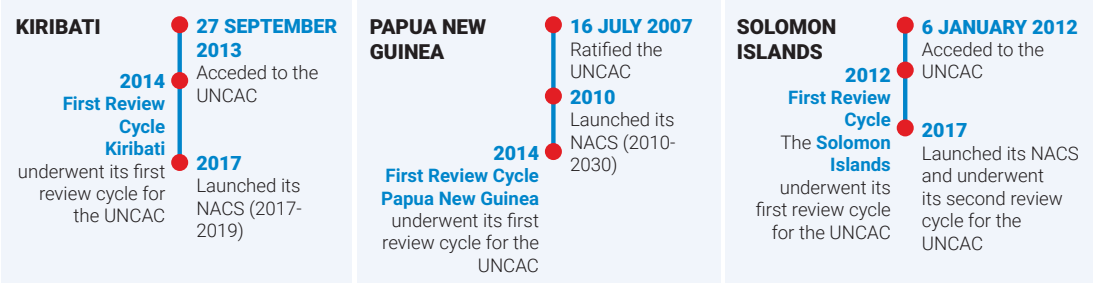 KIRIBATI
27 SEPTEMBER
2013
Acceded to the
UNCAC
2014
First Review
Cycle
Kiribati
underwent its first
review cycle for
the UNCAC
2017
Launched its
NACS (2017-
2019)
PAPUA NEW
GUINEA
16 JULY 2007
Ratified the
UNCAC
2010
Launched its
NACS (2010-
2030)
2014
First Review Cycle
Papua New Guinea
underwent its first
review cycle for the
UNCAC
SOLOMON
ISLANDS
6 JANUARY 2012
Acceded to the
UNCAC
2012
First Review
Cycle
The Solomon
Islands
underwent its
first review cycle
for the UNCAC
2017
Launched its NACS
and underwent
its second review
cycle for the
UNCAC